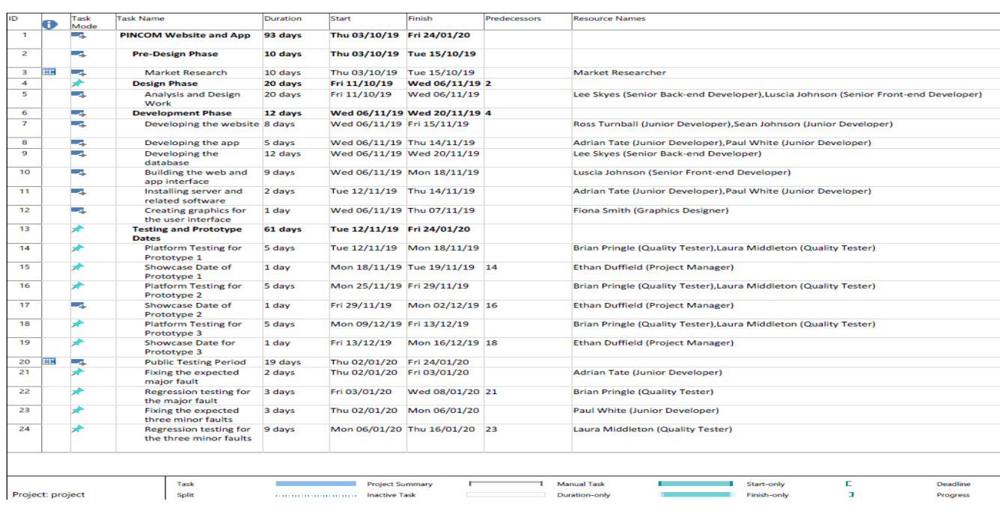 ID Task Mode Task Name Duration Start Finish Predecessors Resource Names
1 PINCOM Website and App 93 days Thu 03/10/19 Fri 24/01/20
2 Pre-Design Phase 10 days Thu 03/10/19 Tue 15/10/19
3 Market Research 10 days Thu 03/10/19 Tue 15/10/19 Market Researcher
4 Design Phase 20 days Fri 11/10/19 Wed 06/11/19 2
5 Analysis and Design Work 20 days Fri 11/10/19 Wed 06/11/19 Lee Skyes (Senior Back-end Developer),Luscia Johnson (Senior Front-end Developer)
6 Development Phase 12 days Wed 06/11/19 Wed 20/11/19 4
7 Developing the website 8 days Wed 06/11/19 Fri 15/11/19 Ross Turnball (Junior Developer),Sean Johnson (Junior Developer)
8 Developing the app 5 days Wed 06/11/19 Thu 14/11/19 Adrian Tate (Junior Developer),Paul White (Junior Developer)
9 Developing the database 12 days Wed 06/11/19 Wed 20/11/19 Lee Skyes (Senior Back-end Developer)
10 Building the web and app interface 9 days Wed 06/11/19 Mon 18/11/19 Luscia Johnson (Senior Front-end Developer)
11 Installing server and related software 2 days Tue 12/11/19 Thu 14/11/19 Adrian Tate (Junior Developer),Paul White (Junior Developer)
12 Creating graphics for the user interface 1 day Wed 06/11/19 Thu 07/11/19 Fiona Smith (Graphics Designer)
13 Testing and Prototype Dates 61 days Tue 12/11/19 Fri 24/01/20
14 Platform Testing for Prototype 1 5 days Tue 12/11/19 Mon 18/11/19 Brian Pringle (Quality Tester),Laura Middleton (Quality Tester)
15 Showcase Date of Prototype 1 1 day Mon 18/11/19 Tue 19/11/19 14 Ethan Duffield (Project Manager)
16 Platform Testing for Prototype 2 5 days Mon 25/11/19 Fri 29/11/19 Brian Pringle (Quality Tester),Laura Middleton (Quality Tester)
17 Showcase Date of Prototype 2 1 day Fri 29/11/19 Mon 02/12/19 16 Ethan Duffield (Project Manager)
18 Platform Testing for Prototype 3 5 days Mon 09/12/19 Fri 13/12/19 Brian Pringle (Quality Tester),Laura Middleton (Quality Tester)
19 Showcase Date for Prototype 3 1 day Fri 13/12/19 Mon 16/12/19 18 Ethan Duffield (Project Manager)
20 Public Testing Period 19 days Thu 02/01/20 Fri 24/01/20
21 Fixing the expected major fault 2 days Thu 02/01/20 Fri 03/01/20 Adrian Tate (Junior Developer)
22 Regression testing for the major fault 3 days Fri 03/01/20 Wed 08/01/20 21 Brian Pringle (Quality Tester)
23 Fixing the expected three minor faults 3 days Thu 02/01/20 Mon 06/01/20 Paul White (Junior Developer)
24 Regression testing for the three minor faults 9 days Mon 06/01/20 Thu 16/01/20 23 Laura Middleton (Quality Tester)
Task Project Summary Manual Task Start-only Deadline
Project: project Split Inactive Task Duration-only Finish-only Progress